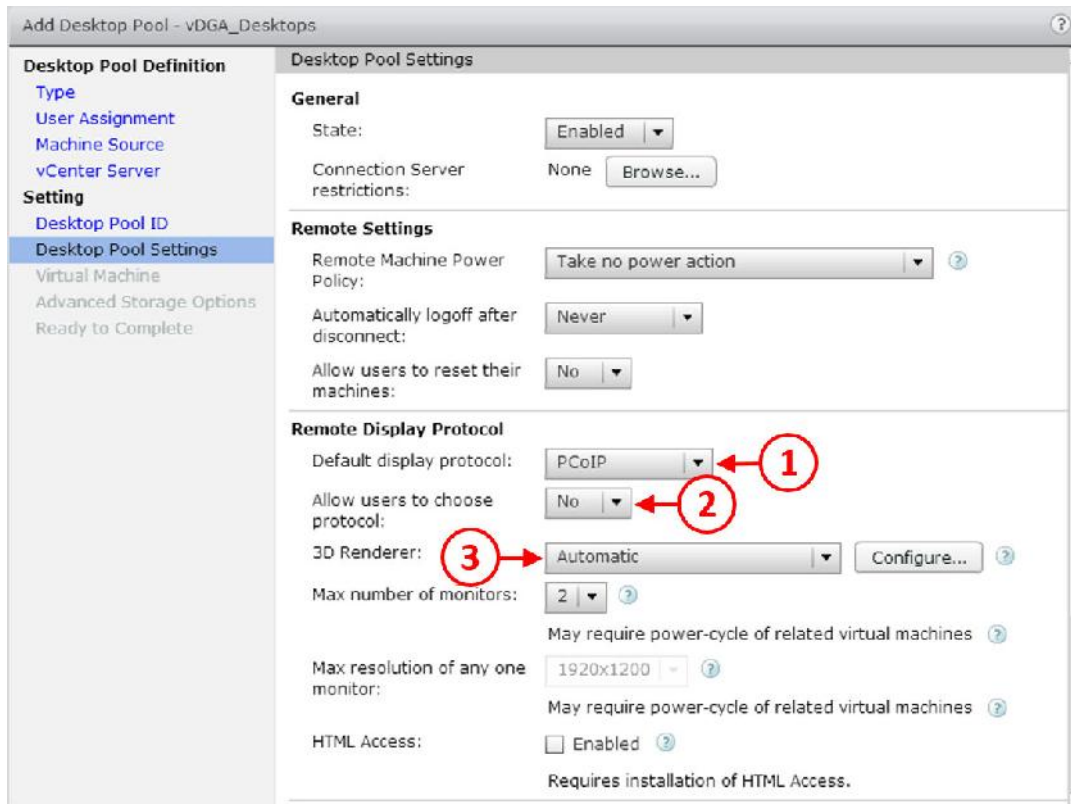 Add Desktop Pool - vDGA_Desktops
?
Desktop Pool Definition
Type
User Assignment
Machine Source
vCenter Server
Setting
Desktop Pool ID
Desktop Pool Settings
Virtual Machine
Advanced Storage Options
Ready to Complete
Desktop Pool Settings
General
State:
Enabled
Connection Server
restrictions:
None
Browse...
Remote Settings
Remote Machine Power
Policy:
Take no power action
?
Automatically logoff after
disconnect:
Never
Allow users to reset their
machines:
No
Remote Display Protocol
Default display protocol:
PCoIP
1
Allow users to choose
protocol:
No
2
3D Renderer:
3
Automatic
Configure...
?
Max number of monitors:
2
?
May require power-cycle of related virtual machines
?
Max resolution of any one
monitor:
1920x1200
?
May require power-cycle of related virtual machines
?
HTML Access:
Enabled
?
Requires installation of HTML Access.